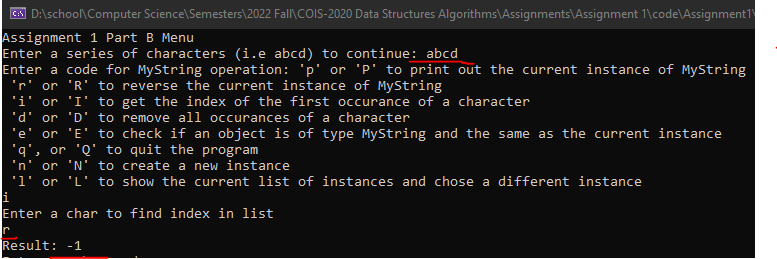 D:\school\Computer Science\Semesters\2022 Fall\COIS-2020 Data Structures Algorithms\Assignments\Assignment 1\code\Assignment1\
Assignment 1 Part B Menu
Enter a series of characters (i.e abcd) to continue: abcd
Enter a code for MyString operation: 'p' or 'P' to print out the current instance of MyString
'r' or 'R' to reverse the current instance of MyString
'i' or 'I' to get the index of the first occurance of a character
'd' or 'D' to remove all occurances of a character
'e' or 'E' to check if an object is of type MyString and the same as the current instance
'q', or 'Q' to quit the program
'n' or 'N' to create a new instance
'l' or 'L' to show the current list of instances and chose a different instance
i
Enter a char to find index in list
r
Result: -1